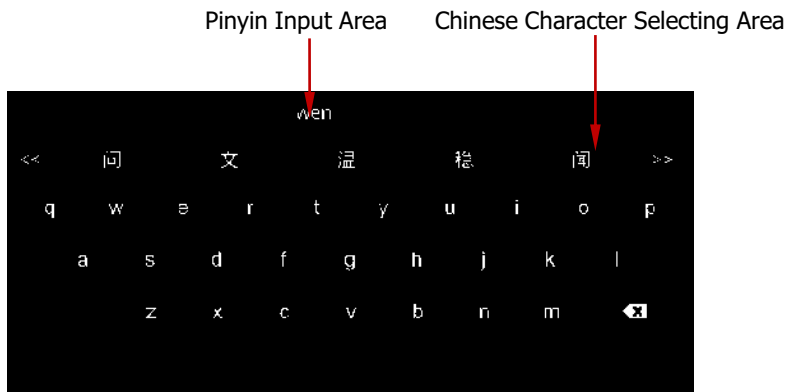 Pinyin Input Area Chinese Character Selecting Area
wen
<< 问 文 温 稳 闻 >>
q w e r t y u i o p
a s d f g h j k l
z x c v b n m